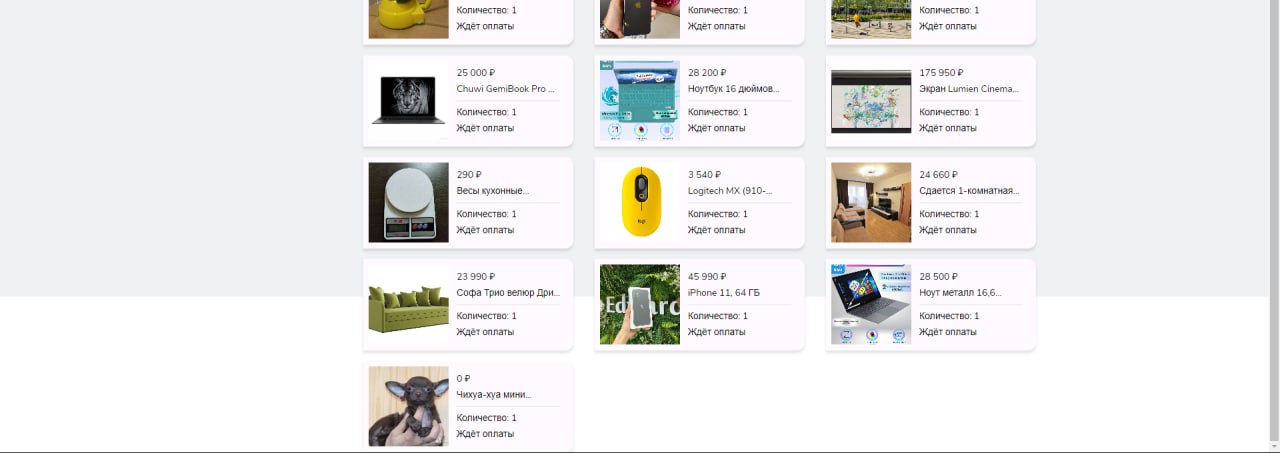 Количество: 1
Ждёт оплаты
Количество: 1
Ждёт оплаты
Количество: 1
Ждёт оплаты
25 000 ₽
Chuwi GemiBook Pro ...
Количество: 1
Ждёт оплаты
28 200 ₽
Ноутбук 16 дюймов...
Количество: 1
Ждёт оплаты
175 950 ₽
Экран Lumien Cinema...
Количество: 1
Ждёт оплаты
290 ₽
Весы кухонные...
Количество: 1
Ждёт оплаты
3 540 ₽
Logitech MX (910-...
Количество: 1
Ждёт оплаты
logi
24 660 ₽
Сдается 1-комнатная...
Количество: 1
Ждёт оплаты
23 990 ₽
Софа Трио велюр Дри...
Количество: 1
Ждёт оплаты
45 990 ₽
iPhone 11, 64 ГБ
Количество: 1
Ждёт оплаты
28 500 ₽
Ноут металл 16,6...
Количество: 1
Ждёт оплаты
0 ₽
Чихуа-хуа мини...
Количество: 1
Ждёт оплаты